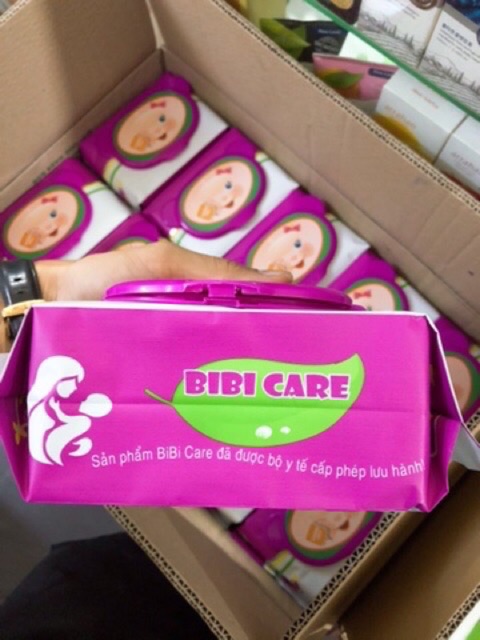 BIBI CARE
Sản phẩm BiBi Care đã được bộ y tế cấp phép lưu hành!